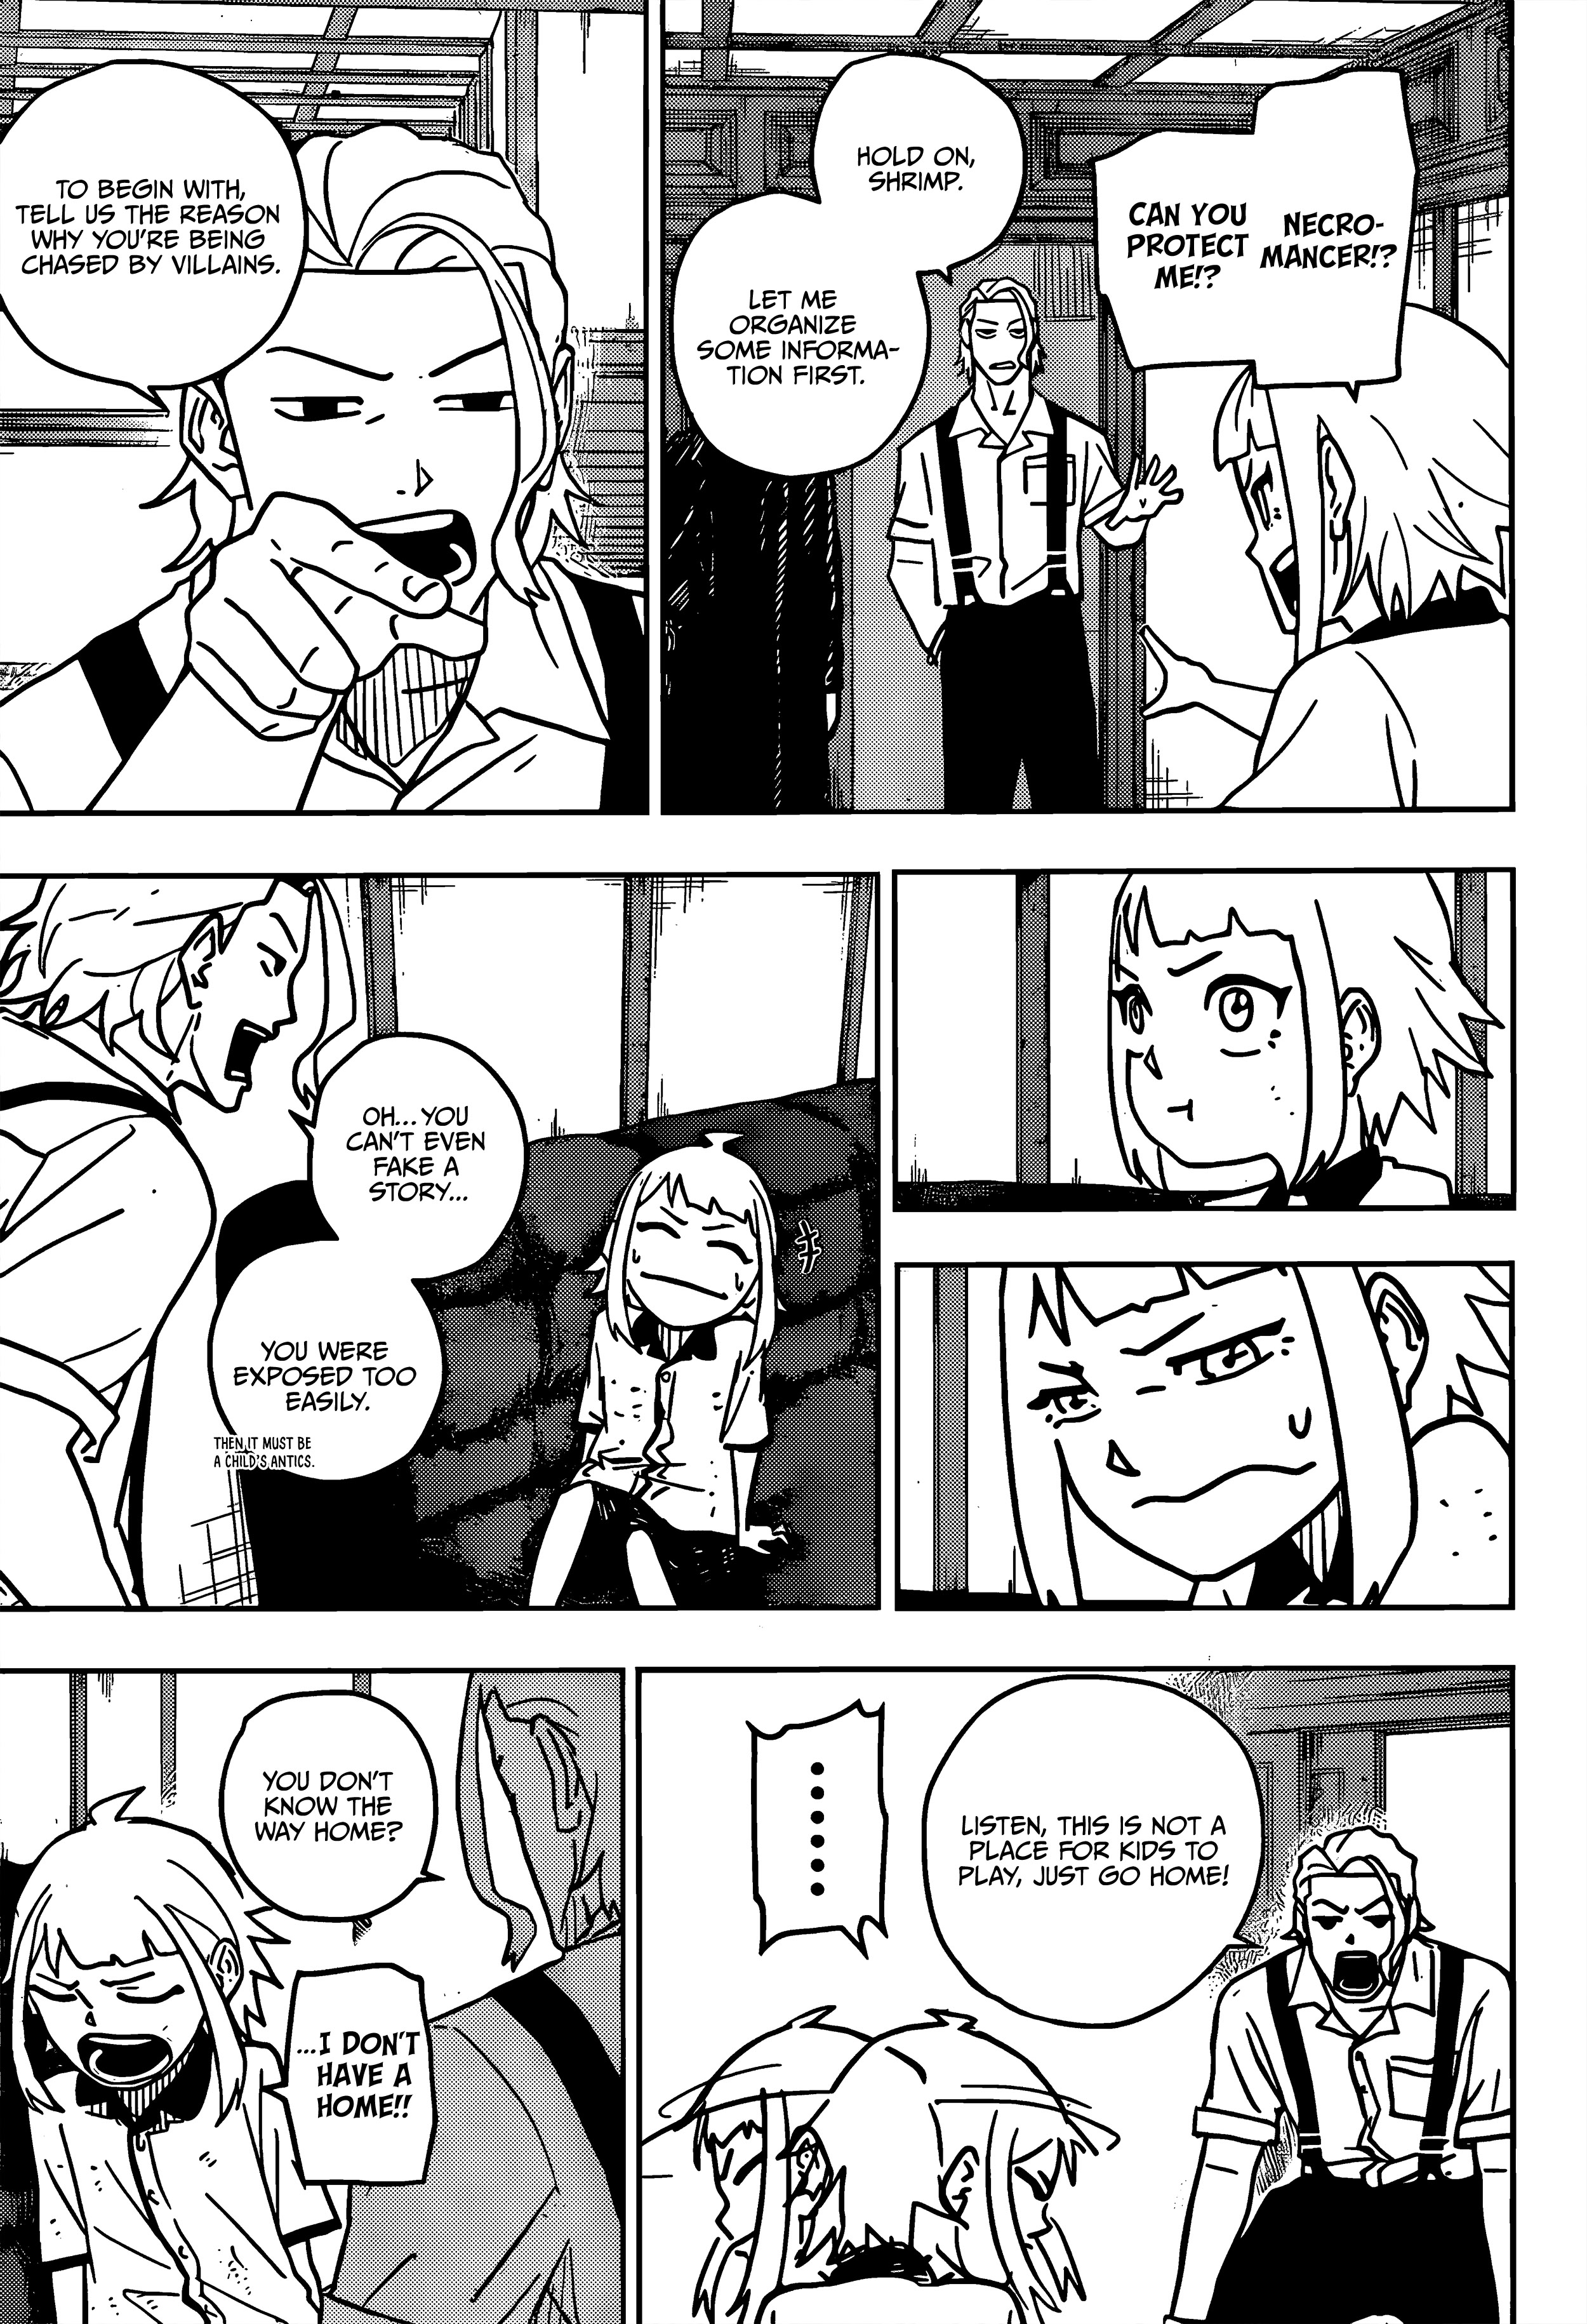 NECRO-
MANCER!?
CAN YOU
PROTECT
ME!?
HOLD ON,
SHRIMP.
LET ME
ORGANIZE
SOME INFORMA-
TION FIRST.
TO BEGIN WITH,
TELL US THE REASON
WHY YOU'RE BEING
CHASED BY VILLAINS.
OH...YOU
CAN'T EVEN
FAKE A
STORY...
YOU WERE
EXPOSED TOO
EASILY.
THEN IT MUST BE
A CHILD'S ANTICS.
LISTEN, THIS IS NOT A
PLACE FOR KIDS TO
PLAY, JUST GO HOME!
......
YOU DON'T
KNOW THE
WAY HOME?
...I DON'T
HAVE A
HOME!!